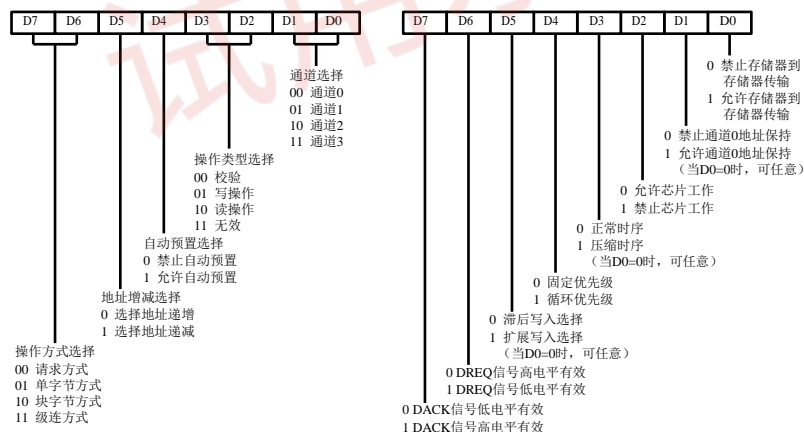 D7 D6 D5 D4 D3 D2 D1 D0
通道选择
00 通道0
01 通道1
10 通道2
11 通道3
操作类型选择
00 校验
01 写操作
10 读操作
11 无效
自动预置选择
0 禁止自动预置
1 允许自动预置
地址增减选择
0 选择地址递增
1 选择地址递减
操作方式选择
00 请求方式
01 单字节方式
10 块字节方式
11 级连方式
D7 D6 D5 D4 D3 D2 D1 D0
0 禁止存储器到
存储器传输
1 允许存储器到
存储器传输
0 禁止通道0地址保持
1 允许通道0地址保持
(当D0=0时,可任意)
0 允许芯片工作
1 禁止芯片工作
0 正常时序
1 压缩时序
(当D0=0时,可任意)
0 固定优先级
1 循环优先级
0 滞后写入选择
1 扩展写入选择
(当D0=0时,可任意)
0 DREQ信号高电平有效
1 DREQ信号低电平有效
0 DACK信号低电平有效
1 DACK信号高电平有效
试用